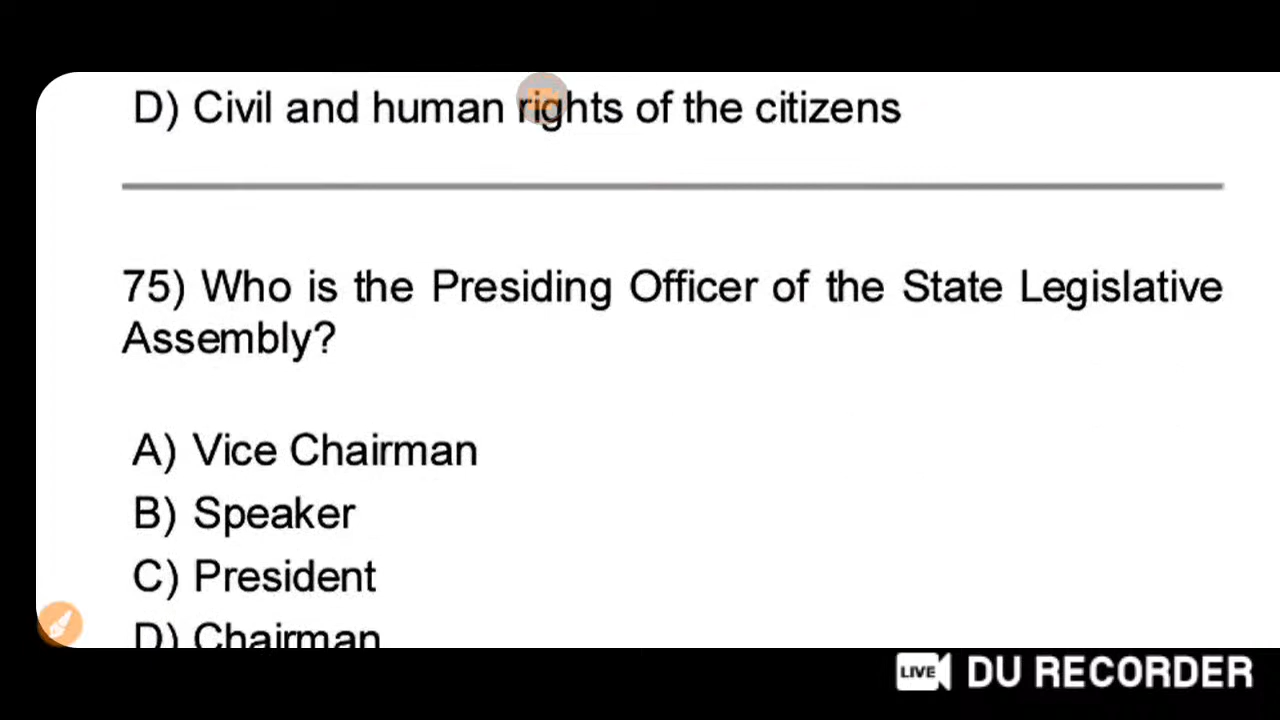 D) Civil and human rights of the citizens
75) Who is the Presiding Officer of the State Legislative
Assembly?
A) Vice Chairman
B) Speaker
C) President
D) Chairman
LIVE DU RECORDER